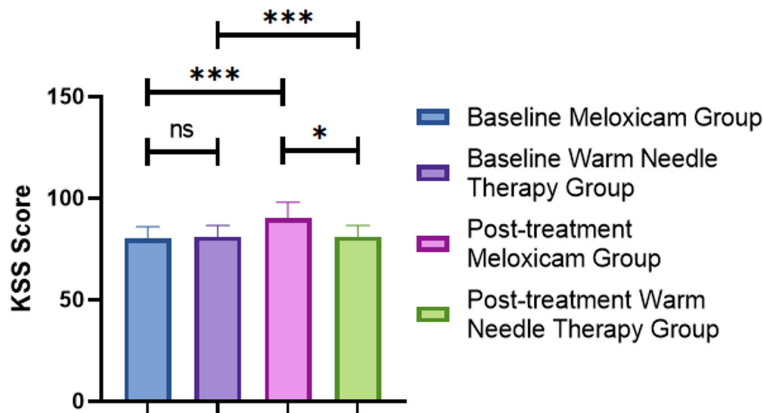 ***
***
ns
*
150
100
50
0
KSS Score
Baseline Meloxicam Group
Baseline Warm Needle
Therapy Group
Post-treatment
Meloxicam Group
Post-treatment Warm
Needle Therapy Group